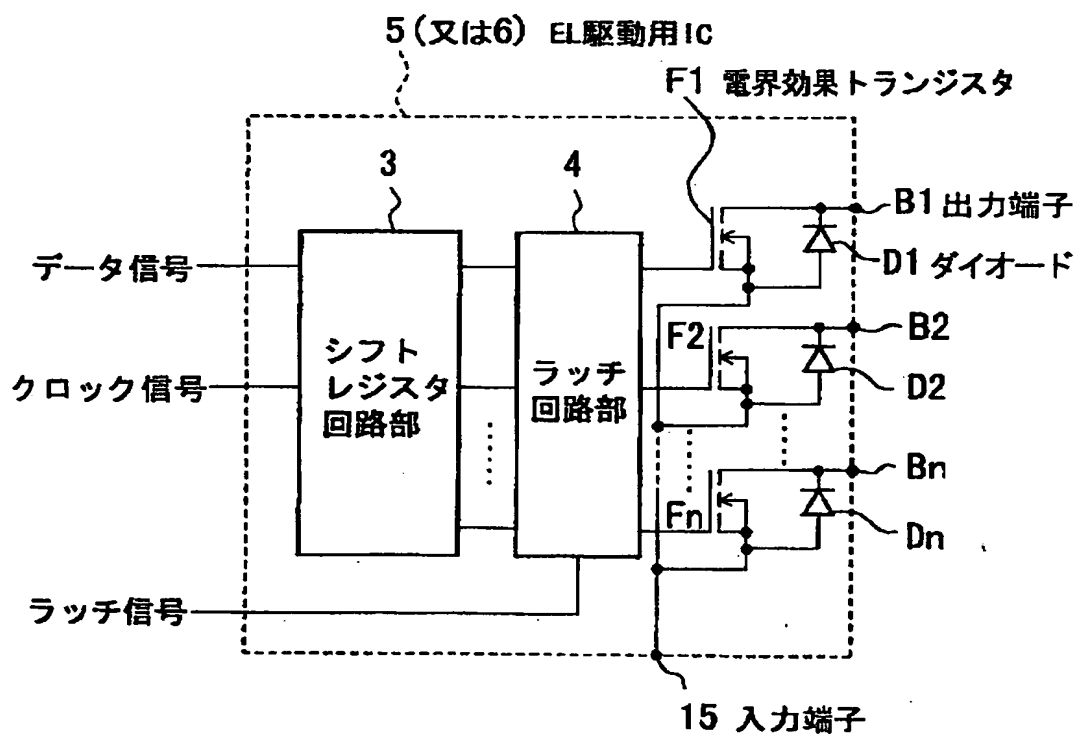 5(又は6) EL駆動用IC
F1 電界効果トランジスタ
3
4
B1 出力端子
データ信号
D1 ダイオード
F2
B2
シフト
レジスタ
回路部
ラッチ
回路部
クロック信号
D2
Bn
Fn
Dn
ラッチ信号
15 入力端子